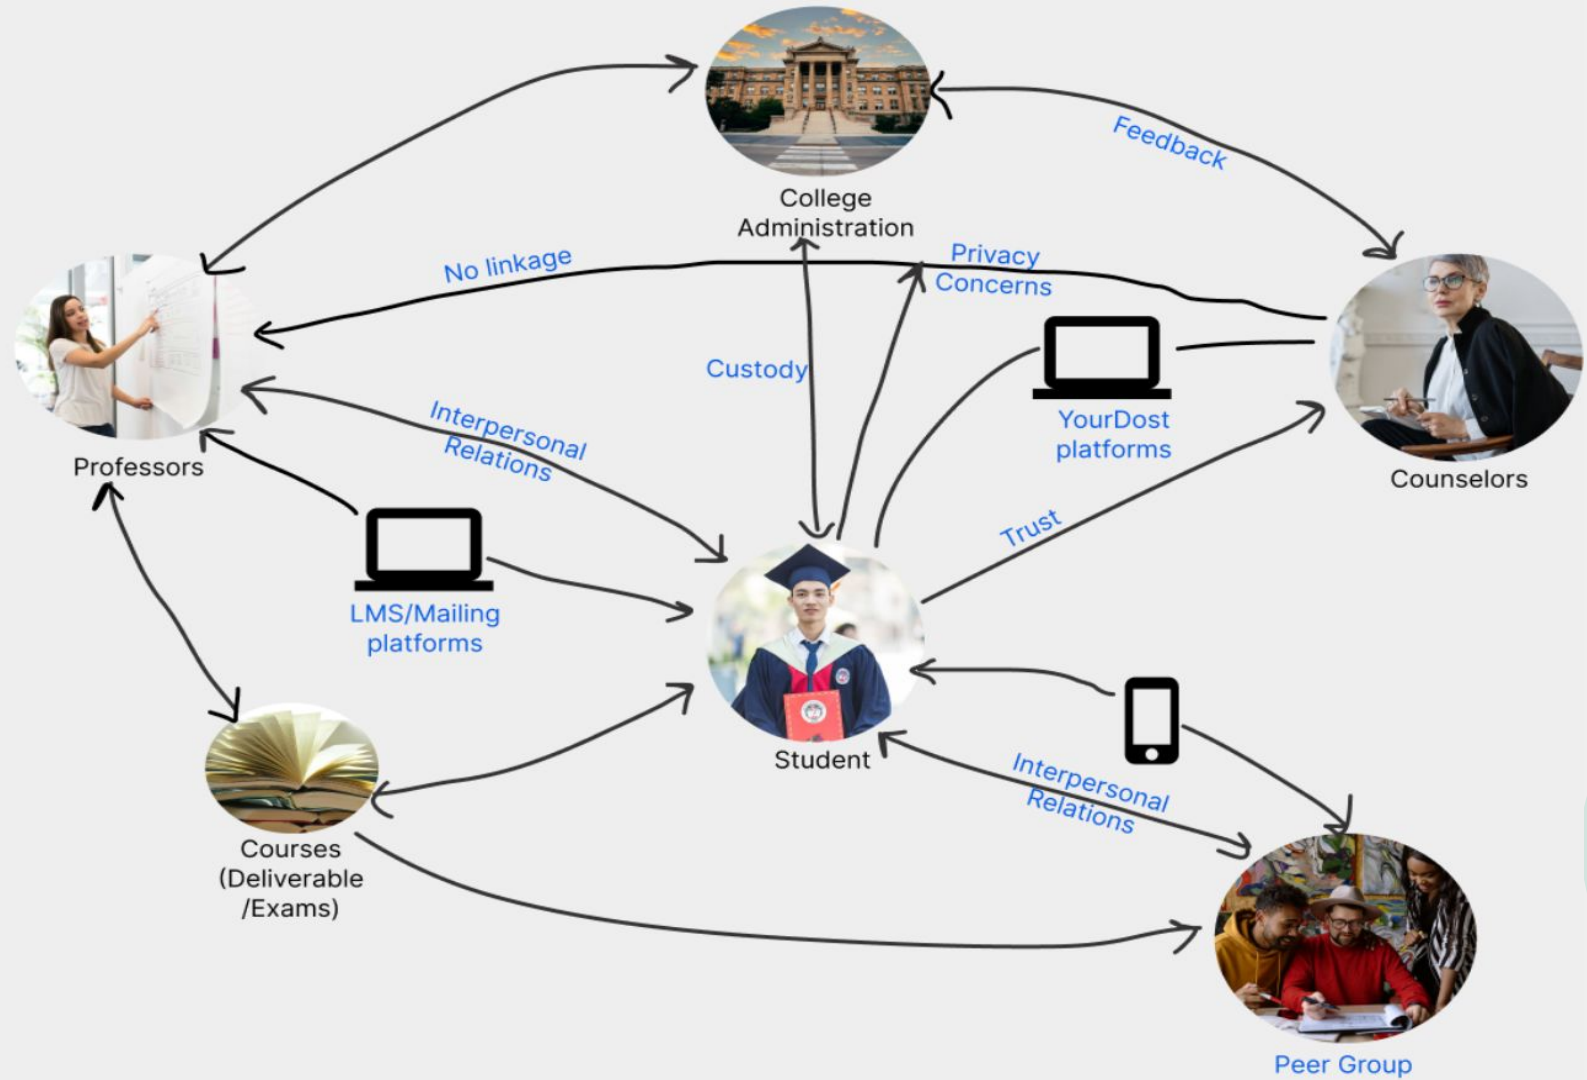 Feedback
College
Administration
No linkage
Privacy
Concerns
Custody
Interpersonal
Relations
YourDost
platforms
Professors
Counselors
Trust
LMS/Mailing
platforms
Student
Interpersonal
Relations
Courses
(Deliverable
/Exams)
Peer Group